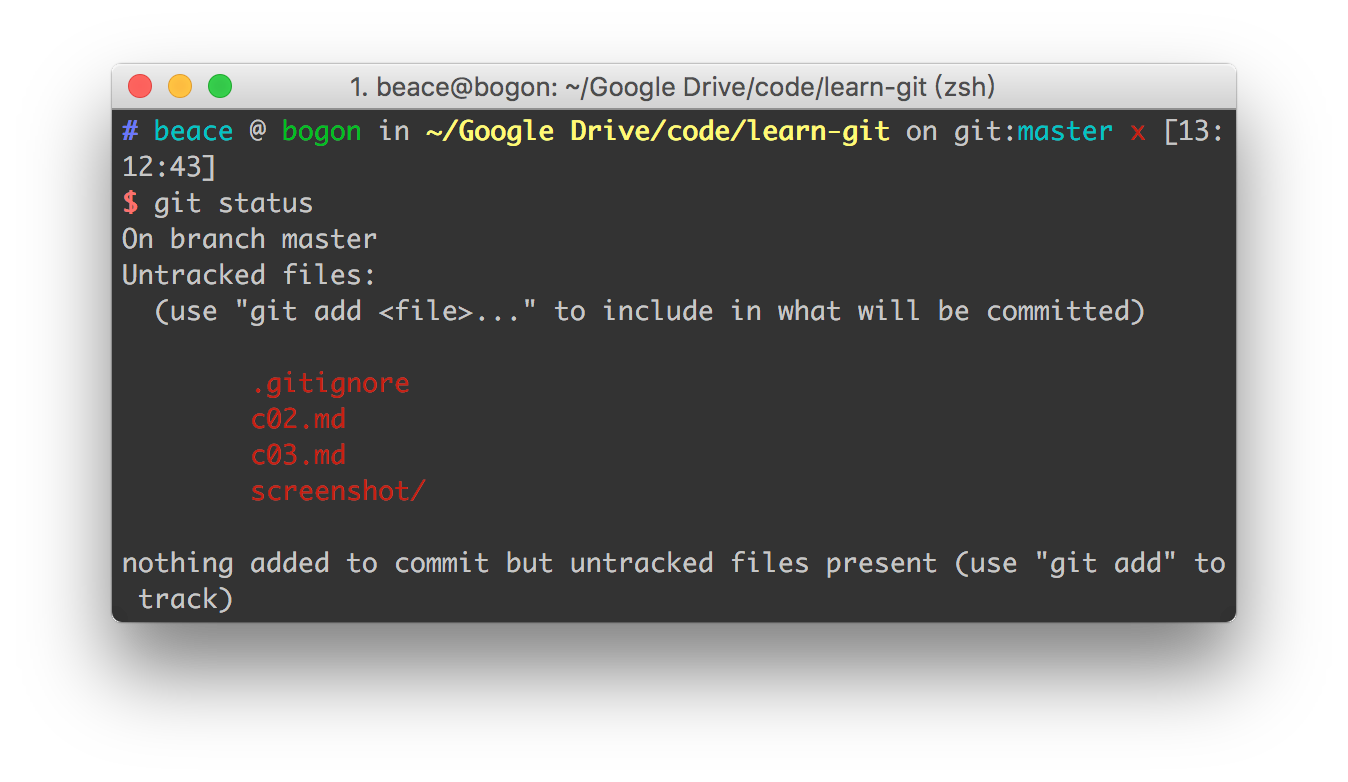 1. beace@bogon: ~/Google Drive/code/learn-git (zsh)
# beace @ bogon in ~/Google Drive/code/learn-git on git:master x [13:
12:43]
$ git status
On branch master
Untracked files:
  (use "git add <file>..." to include in what will be committed)

        .gitignore
        c02.md
        c03.md
        screenshot/

nothing added to commit but untracked files present (use "git add" to
 track)